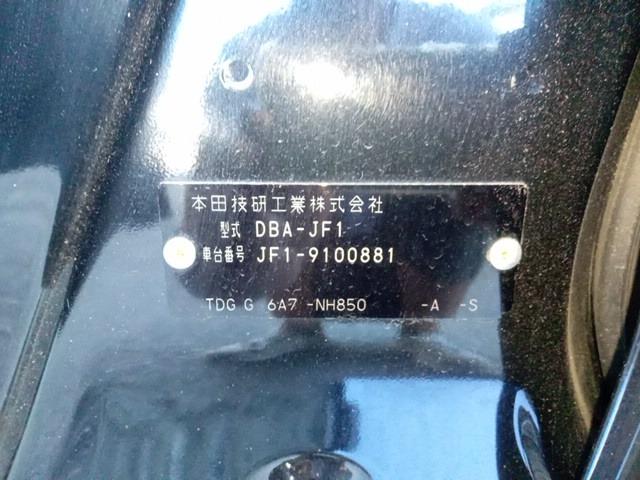 本田技研工業株式会社
型式 DBA-JF1
車台番号 JF1-9100881
TDG G 6A7 -NH850 -A -S